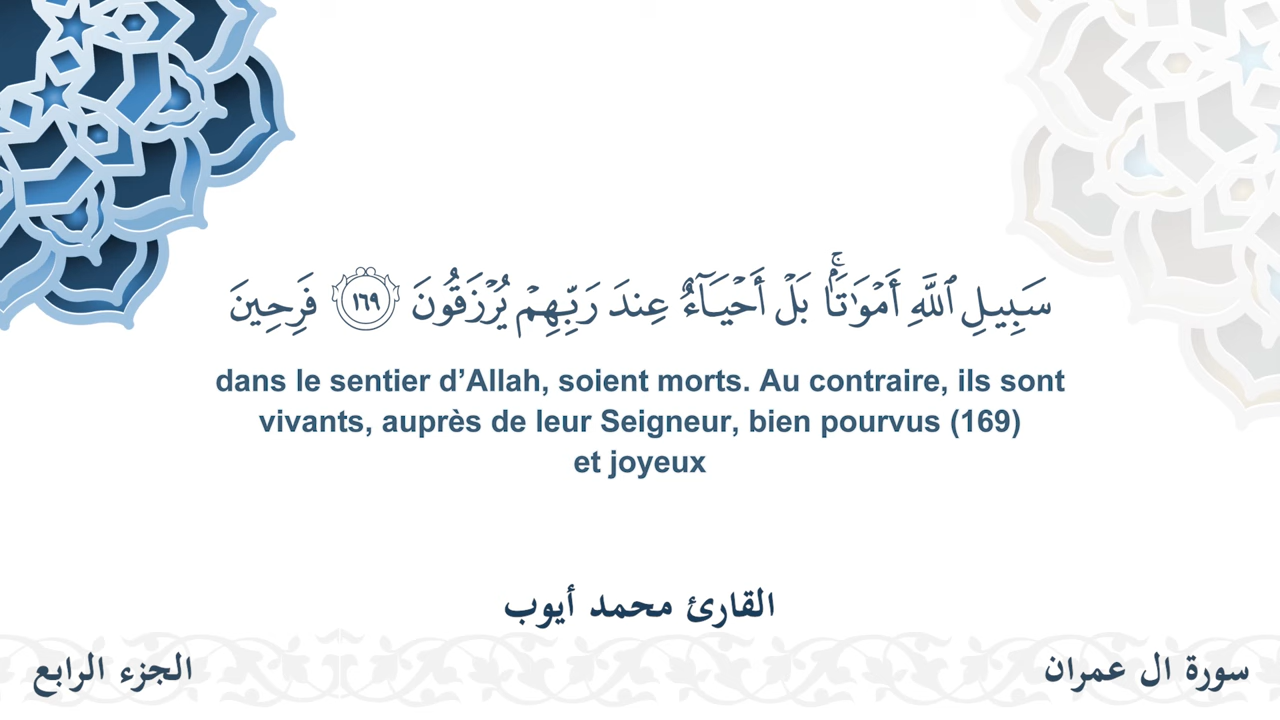 سَبِيلِ ٱللَّهِ أَمْوَٰتَۢاۚ بَلْ أَحْيَآءٌ عِندَ رَبِّهِمْ يُرْزَقُونَ ١٦٩ فَرِحِينَ
dans le sentier d’Allah, soient morts. Au contraire, ils sont
vivants, auprès de leur Seigneur, bien pourvus (169)
et joyeux
القارئ محمد أيوب
سورة ال عمران
الجزء الرابع